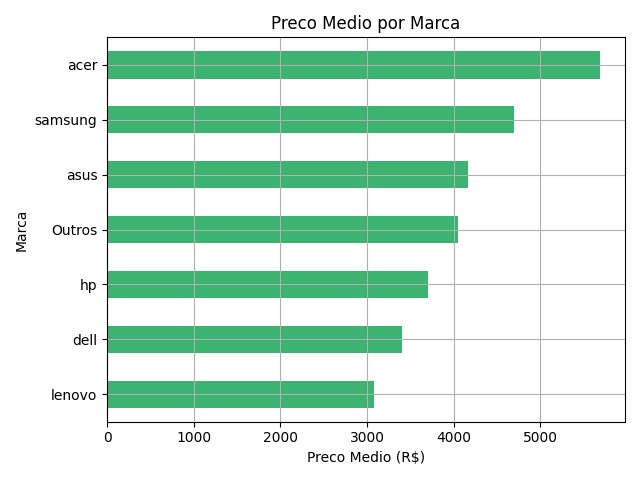 Preco Medio por Marca
acer
samsung
asus
Outros
hp
dell
lenovo
Marca
0 1000 2000 3000 4000 5000
Preco Medio (R$)